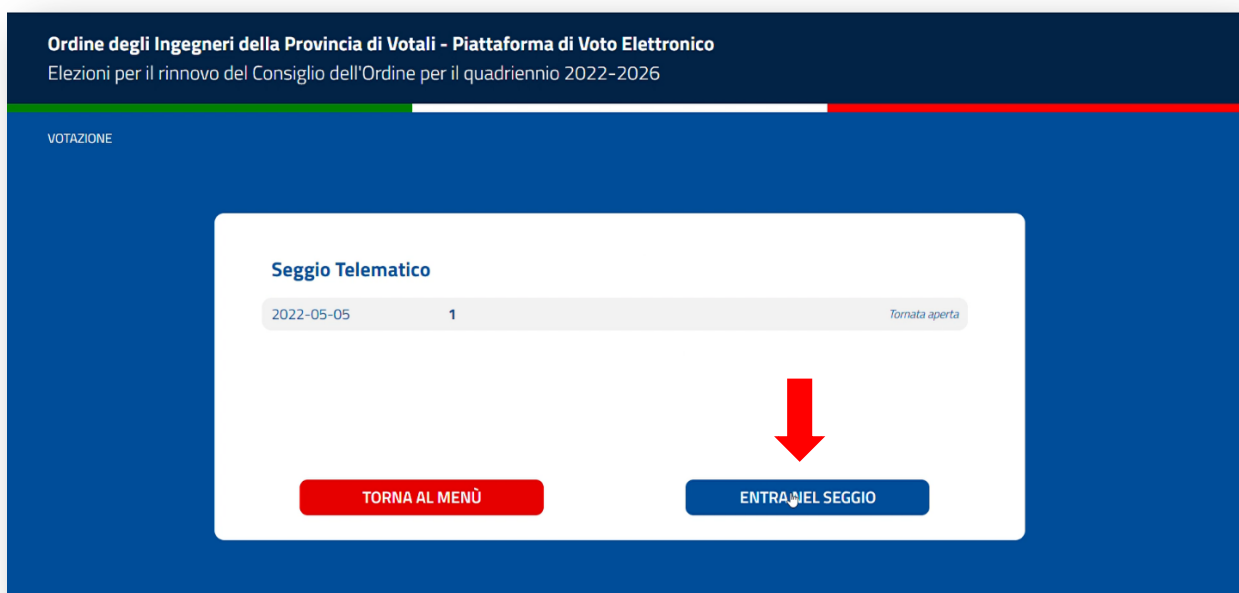 Ordine degli Ingegneri della Provincia di Votali - Piattaforma di Voto Elettronico
Elezioni per il rinnovo del Consiglio dell'Ordine per il quadriennio 2022-2026
VOTAZIONE
Seggio Telematico
2022-05-05 1 Tornata aperta
TORNA AL MENÙ ENTRA NEL SEGGIO